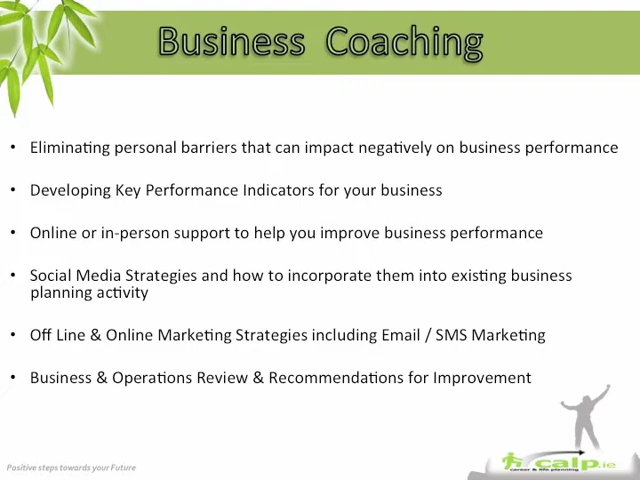 Business Coaching
• Eliminating personal barriers that can impact negatively on business performance
• Developing Key Performance Indicators for your business
• Online or in-person support to help you improve business performance
• Social Media Strategies and how to incorporate them into existing business
planning activity
• Off Line & Online Marketing Strategies including Email / SMS Marketing
• Business & Operations Review & Recommendations for Improvement
Positive steps towards your Future
calp.ie
career & life planning